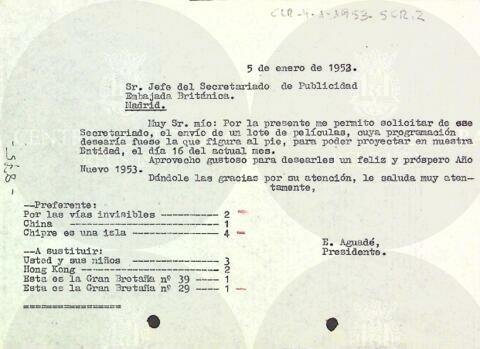 CLR-4-1-1953-SCR.2
5 de enero de 1953.
Sr. Jefe del Secretariado de Publicidad
Embajada Británica.
Madrid.
Muy Sr. mío: Por la presente me permito solicitar de ese
Secretariado, el envío de un lote de películas, cuya programación
desearía fuese la que figura al pie, para poder proyectar en nuestra
Entidad, el día 16 del actual mes.
Aprovecho gustoso para desearles un feliz y próspero Año
Nuevo 1953.
Dándole las gracias por su atención, le saluda muy aten-
tamente,
--Preferente:
Por las vías invisibles ----------- 2
China -------------------- 1
Chipre es una isla ---------------- 4
--A sustituir:
Usted y sus niños ---------------- 3
Hong Kong ---------------------- 2
Esta es la Gran Bretaña nº 39 ---- 1
Esta es la Gran Bretaña nº 29 ---- 1
E. Aguadé,
Presidente.